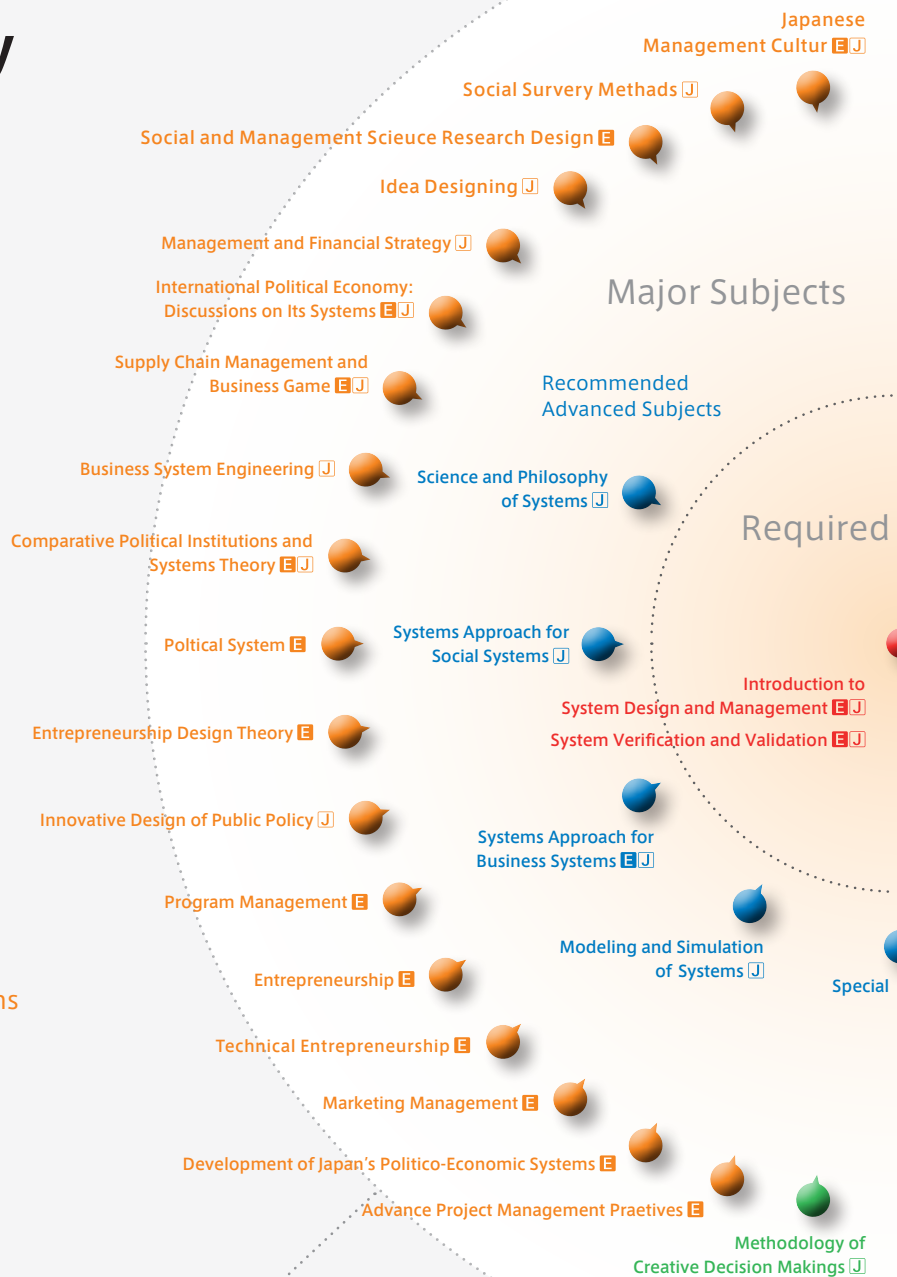 y
Japanese
Management Cultur E J
Social Survery Methads J
Social and Management Scieuce Research Design E
Idea Designing J
Management and Financial Strategy J
International Political Economy:
Discussions on Its Systems E J
Major Subjects
Supply Chain Management and
Business Game E J
Recommended
Advanced Subjects
Business System Engineering J
Science and Philosophy
of Systems J
Required
Comparative Political Institutions and
Systems Theory E J
Poltical System E
Systems Approach for
Social Systems J
Introduction to
System Design and Management E J
System Verification and Validation E J
Entrepreneurship Design Theory E
Innovative Design of Public Policy J
Systems Approach for
Business Systems E J
Program Management E
Modeling and Simulation
of Systems J
Entrepreneurship E
Special
ns
Technical Entrepreneurship E
Marketing Management E
Development of Japan's Politico-Economic Systems E
Advance Project Management Praetives E
Methodology of
Creative Decision Makings J